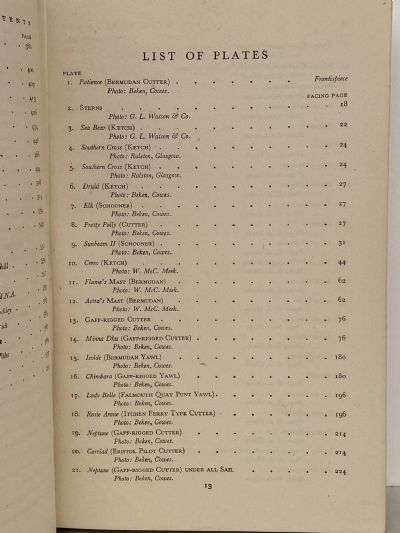 TENTS
PAGE
LIST OF PLATES
PLATE
1. Patience (BERMUDAN CUTTER) . . . . . . . Frontispiece
Photo: Beken, Cowes.
FACING PAGE
2. STERNS . . . . . . . . . . 18
Photo: G. L. Watson & Co.
3. Sea Bear (KETCH) . . . . . . . . 22
Photo: G. L. Watson & Co.
4. Southern Cross (KETCH) . . . . . . . 24
Photo: Ralston, Glasgow.
5. Southern Cross (KETCH) . . . . . . . 24
Photo: Ralston, Glasgow.
6. Druid (KETCH) . . . . . . . . 27
Photo: Beken, Cowes.
7. Elk (SCHOONER) . . . . . . . . 27
Photo: Beken, Cowes.
8. Pretty Polly (CUTTER) . . . . . . . 27
Photo: Beken, Cowes.
9. Sunbeam II (SCHOONER) . . . . . . . 31
Photo: Beken, Cowes.
10. (KETCH) . . . . . . . . 44
Photo: W. McC. Meek.
11. Flame's MAST (BERMUDAN) . . . . . . 62
Photo: W. McC. Meek.
12. Astra's MAST (BERMUDAN) . . . . . . 62
Photo: W. McC. Meek.
13. GAFF-RIGGED CUTTER . . . . . . . 76
Photo: Beken, Cowes.
14. Minna Dhu (GAFF-RIGGED CUTTER) . . . . . 76
Photo: Beken, Cowes.
15. Isolde (BERMUDAN YAWL) . . . . . . . 180
Photo: Beken, Cowes.
16. Chinkara (GAFF-RIGGED YAWL) . . . . . . 180
Photo: Beken, Cowes.
17. Lady Belle (FALMOUTH QUAY PUNT YAWL) . . . . . 196
Photo: Beken, Cowes.
18. Rosie Annie (ITCHEN FERRY TYPE CUTTER) . . . . 196
Photo: Beken, Cowes.
19. Neptune (GAFF-RIGGED CUTTER) . . . . . . 214
Photo: Beken, Cowes.
20. Carriad (BRISTOL PILOT CUTTER) . . . . . . 214
Photo: Beken, Cowes.
21. Neptune (GAFF-RIGGED CUTTER) UNDER ALL SAIL . . . . 224
Photo: Beken, Cowes.
13